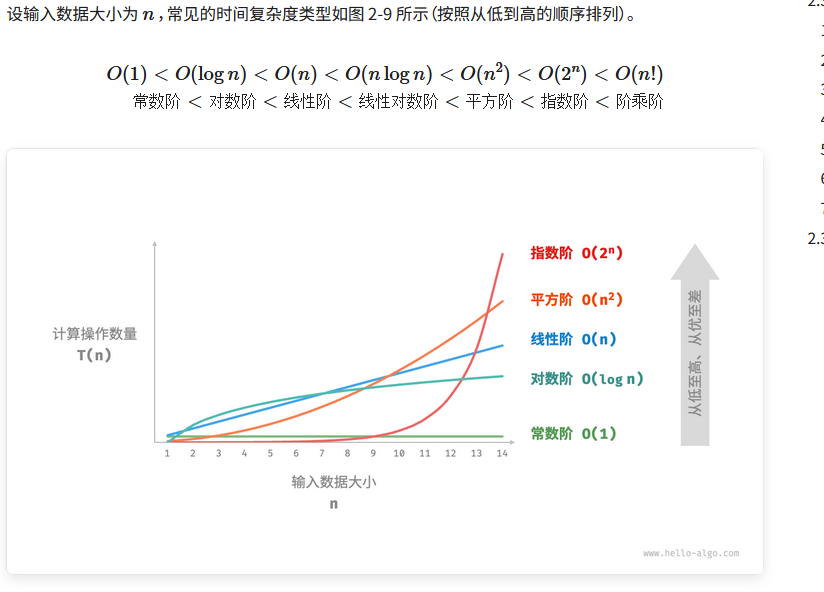 设输入数据大小为 n，常见的时间复杂度类型如图 2-9 所示（按照从低到高的顺序排列）。
O(1) < O(log n) < O(n) < O(n log n) < O(n²) < O(2ⁿ) < O(n!)
常数阶 < 对数阶 < 线性阶 < 线性对数阶 < 平方阶 < 指数阶 < 阶乘阶
计算操作数量
T(n)
指数阶 O(2ⁿ)
平方阶 O(n²)
线性阶 O(n)
对数阶 O(log n)
常数阶 O(1)
从低至高、从优至差
1 2 3 4 5 6 7 8 9 10 11 12 13 14
输入数据大小
n
www.hello-algo.com